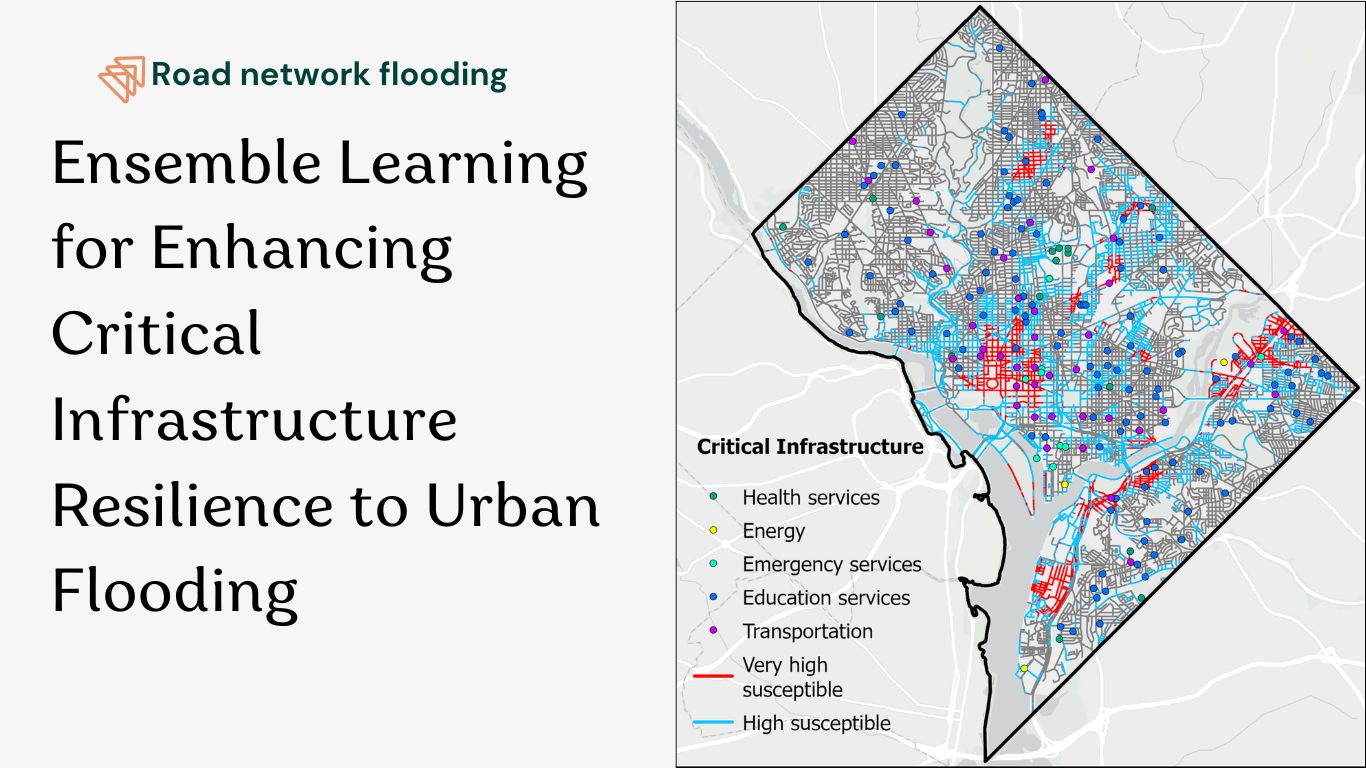 Road network flooding
Ensemble Learning
for Enhancing
Critical
Infrastructure
Resilience to Urban
Flooding
Critical Infrastructure
Health services
Energy
Emergency services
Education services
Transportation
Very high
susceptible
High susceptible